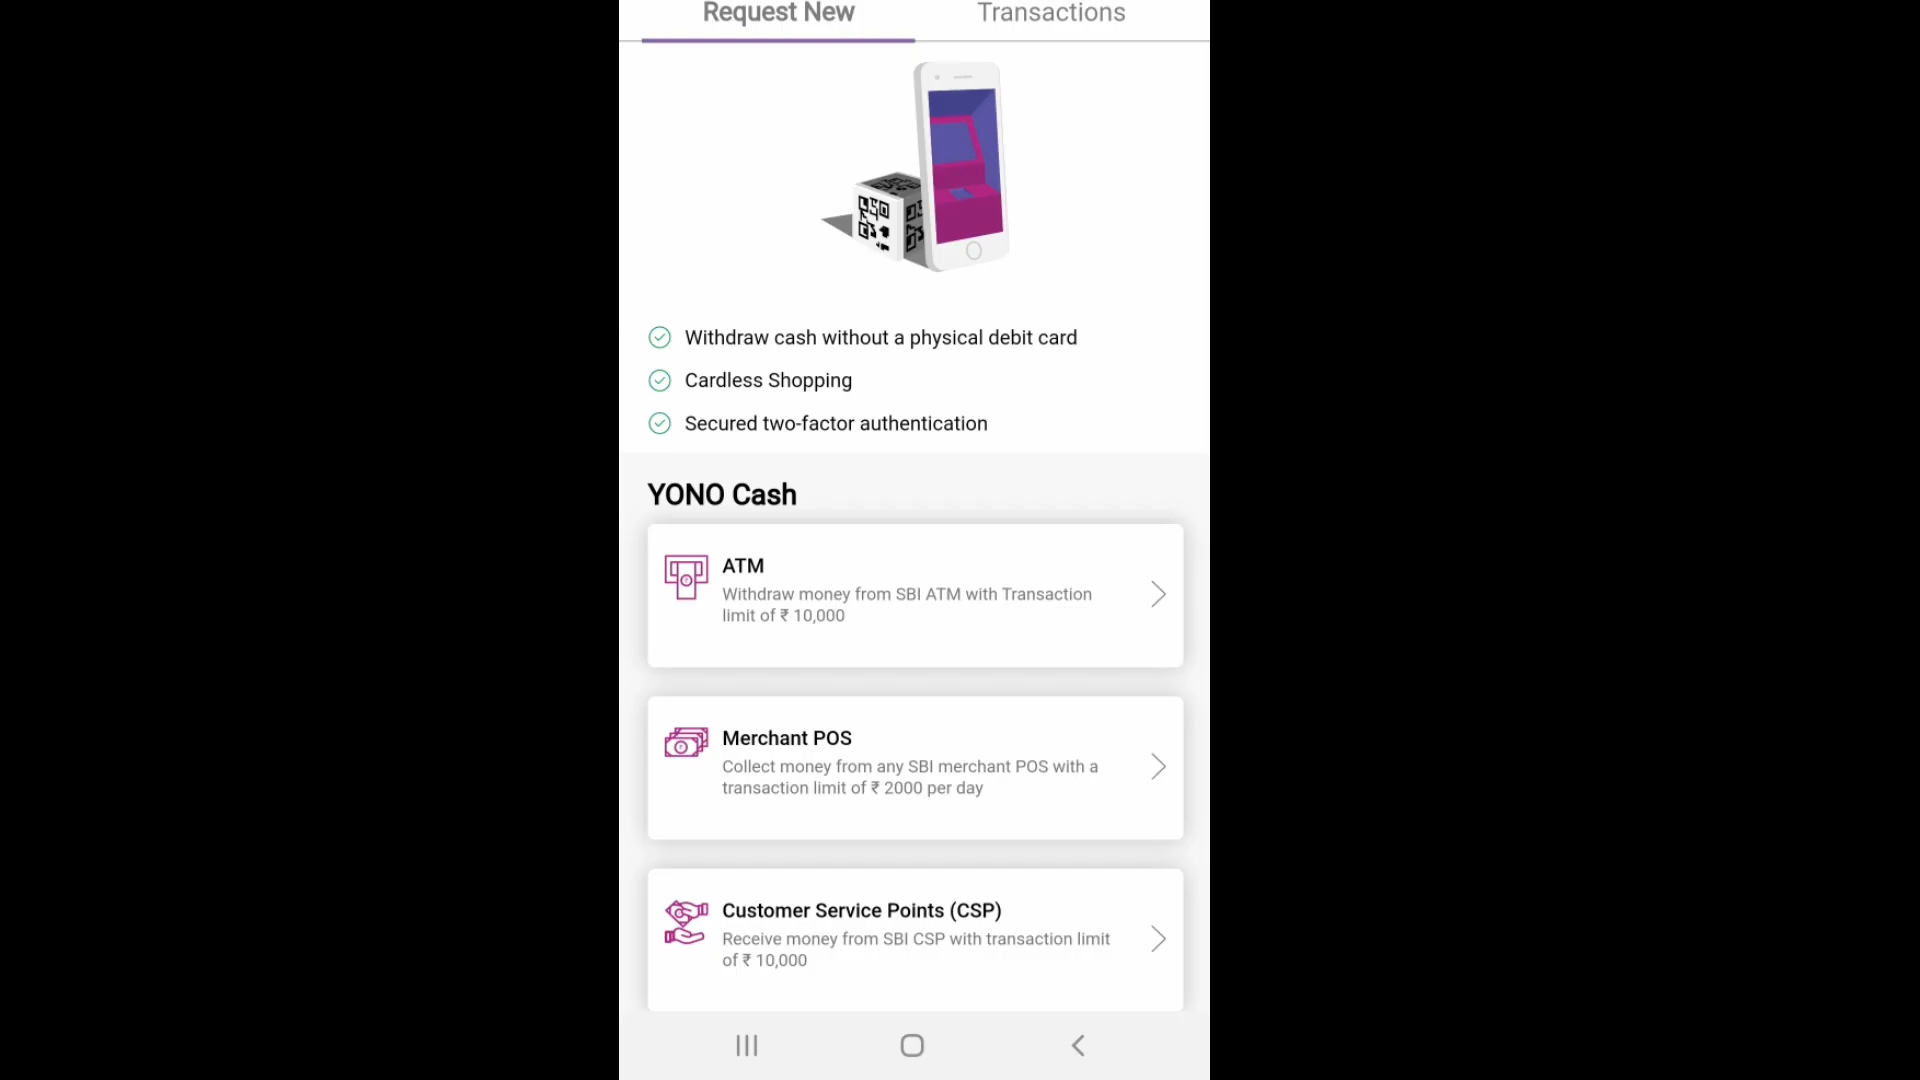 Request New
Transactions
Withdraw cash without a physical debit card
Cardless Shopping
Secured two-factor authentication
YONO Cash
ATM
Withdraw money from SBI ATM with Transaction
limit of ₹ 10,000
Merchant POS
Collect money from any SBI merchant POS with a
transaction limit of ₹ 2000 per day
Customer Service Points (CSP)
Receive money from SBI CSP with transaction limit
of ₹ 10,000